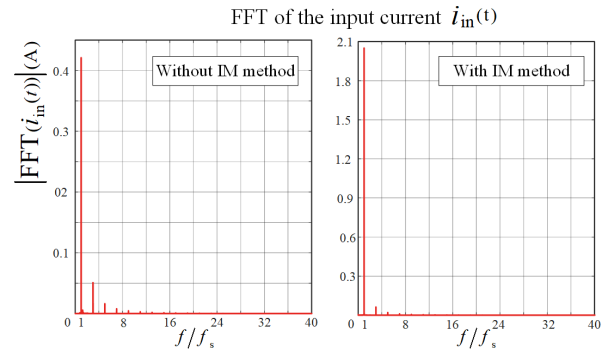 FFT of the input current i_in(t)
|FFT(i_in(t))|(A)
Without IM method
0.4
0.3
02
0.1
0 1 8 16 24 32 40
f/f_s
With IM method
2.1
1.8
1.5
1.2
0.9
0.6
0.3
0 1 8 16 24 32 40
f/f_s